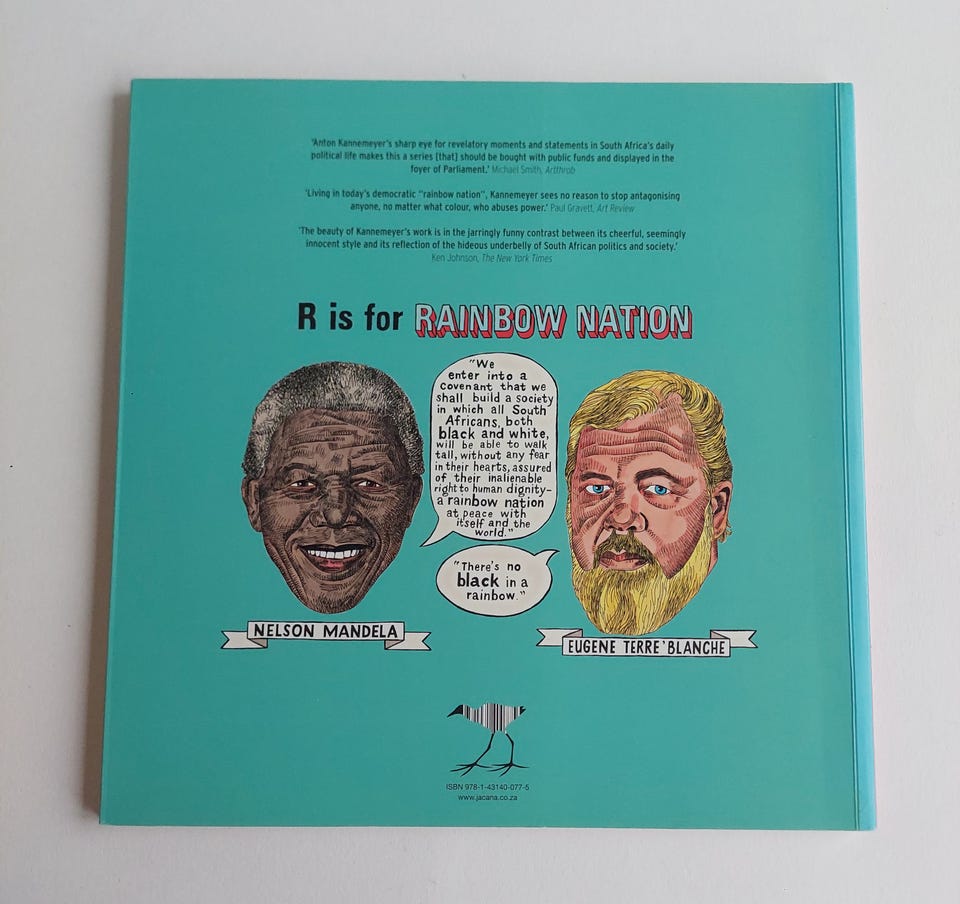 'Anton Kannemeyer's sharp eye for revelatory moments and statements in South Africa's daily
political life makes this a series [that] should be bought with public funds and displayed in the
foyer of Parliament.' Michael Smith, Artthrob
'Living in today's democratic "rainbow nation", Kannemeyer sees no reason to stop antagonising
anyone, no matter what colour, who abuses power.' Paul Gravett, Art Review
'The beauty of Kannemeyer's work is in the jarringly funny contrast between its cheerful, seemingly
innocent style and its reflection of the hideous underbelly of South African politics and society.'
Ken Johnson, The New York Times
R is for RAINBOW NATION
"We
enter into a
covenant that we
shall build a society
in which all South
Africans, both
black and white,
will be able to walk
tall, without any fear
in their hearts, assured
of their inalienable
right to human dignity-
a rainbow nation
at peace with
itself and the
world."
"There's no
black in a
rainbow."
NELSON MANDELA
EUGENE TERRE'BLANCHE
ISBN 978-1-43140-077-5
www.jacana.co.za